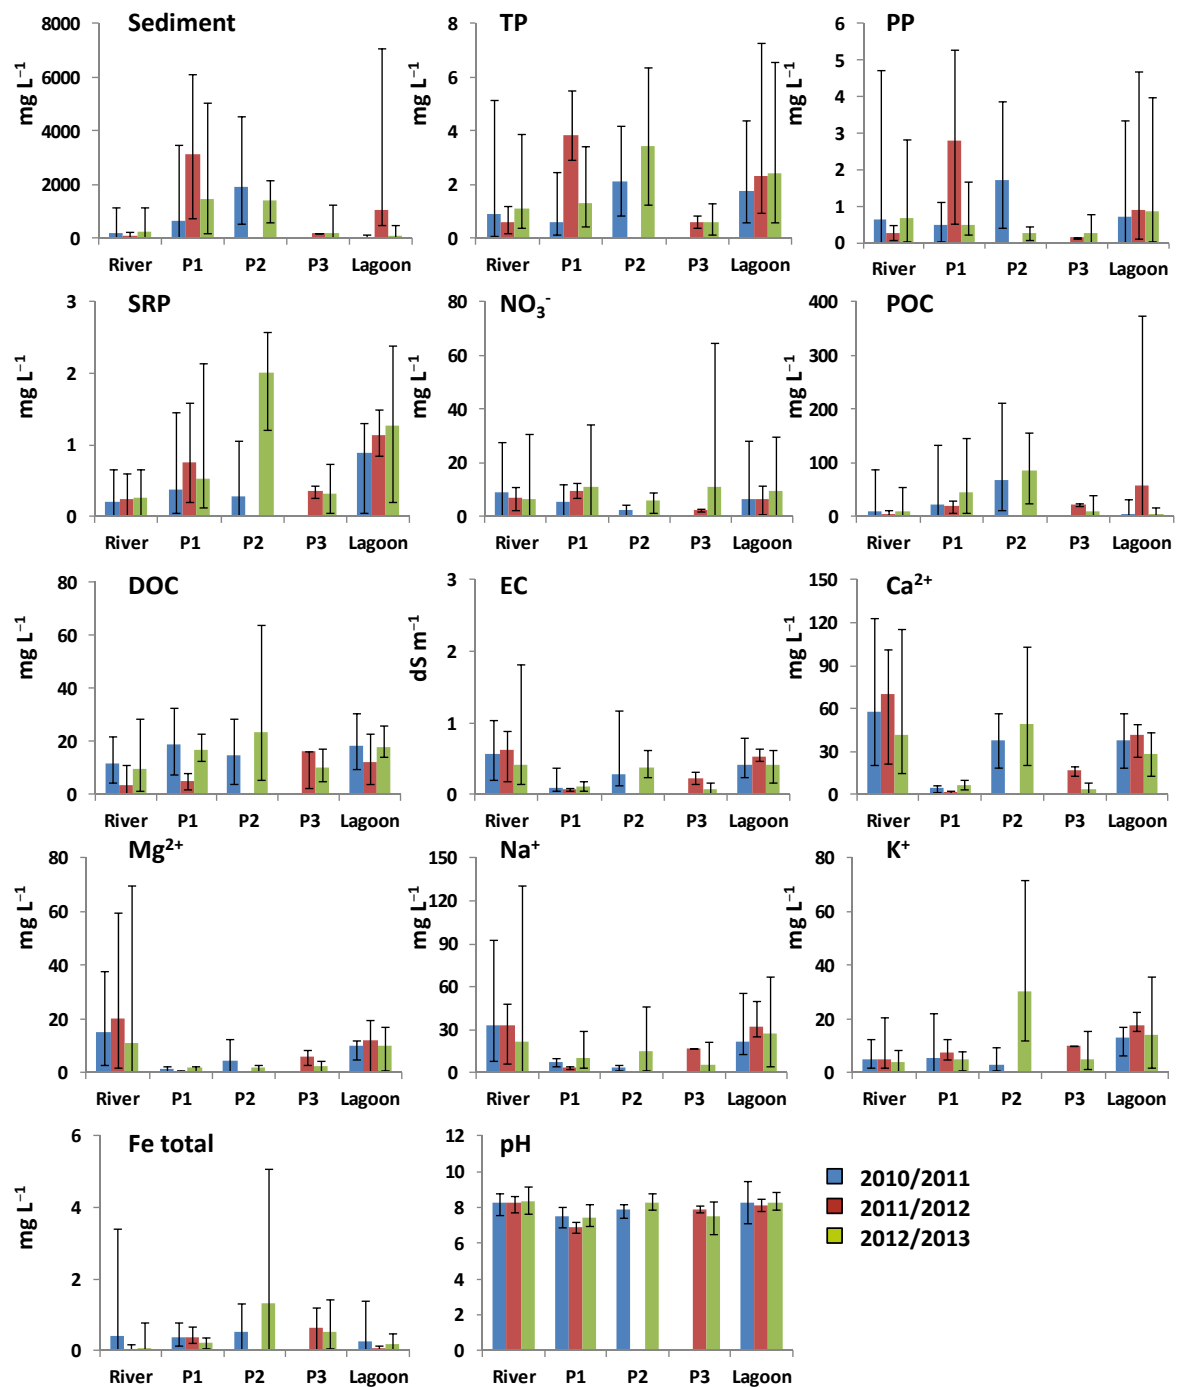 Sediment
mg L⁻¹
8000
6000
4000
2000
0
River P1 P2 P3 Lagoon
TP
mg L⁻¹
8
6
4
2
0
River P1 P2 P3 Lagoon
PP
mg L⁻¹
6
5
4
3
2
1
0
River P1 P2 P3 Lagoon
SRP
mg L⁻¹
3
2
1
0
River P1 P2 P3 Lagoon
NO₃⁻
mg L⁻¹
80
60
40
20
0
River P1 P2 P3 Lagoon
POC
mg L⁻¹
400
300
200
100
0
River P1 P2 P3 Lagoon
DOC
mg L⁻¹
80
60
40
20
0
River P1 P2 P3 Lagoon
EC
dS m⁻¹
3
2
1
0
River P1 P2 P3 Lagoon
Ca²⁺
mg L⁻¹
150
120
90
60
30
0
River P1 P2 P3 Lagoon
Mg²⁺
mg L⁻¹
80
60
40
20
0
River P1 P2 P3 Lagoon
Na⁺
mg L⁻¹
150
120
90
60
30
0
River P1 P2 P3 Lagoon
K⁺
mg L⁻¹
80
60
40
20
0
River P1 P2 P3 Lagoon
Fe total
mg L⁻¹
6
4
2
0
River P1 P2 P3 Lagoon
pH
12
10
8
6
4
2
0
River P1 P2 P3 Lagoon
2010/2011
2011/2012
2012/2013